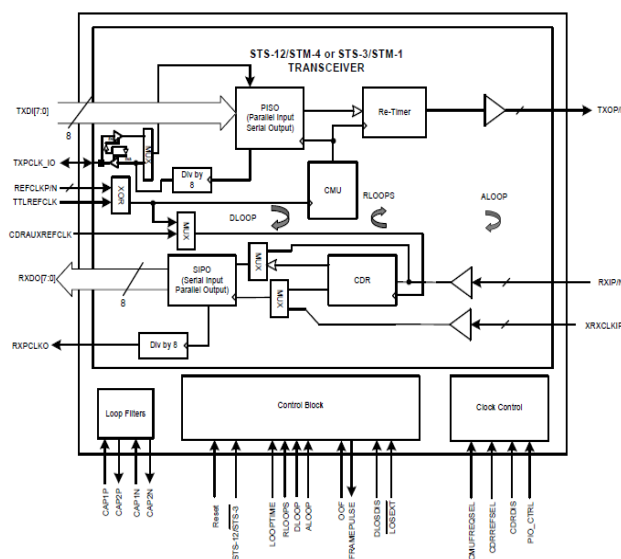 STS-12/STM-4 or STS-3/STM-1
TRANSCEIVER
TXDI[7:0]
8
PISO
(Parallel Input
Serial Output)
Re-Timer
TXOP/
TXPCLK_IO
MUX
Div by
8
CMU
REFCLKP/N
TTLREFCLK
XOR
DLOOP
RLOOPS
ALOOP
CDRAUXREFCLK
MUX
MUX
RXDO[7:0]
8
SIPO
(Serial Input
Parallel Output)
MUX
CDR
RXIP/N
XRXCLKIP
RXPCLKO
Div by 8
Loop Filters
Control Block
Clock Control
CAP1P
CAP2P
CAP1N
CAP2N
Reset
STS-12/STS-3
LOOPTIME
RLOOPS
DLOOP
ALOOP
OOF
FRAMEPULSE
DLOSDIS
LOSEXT
CMUFREQSEL
CDRREFSEL
CDRDIS
PIO_CTRL